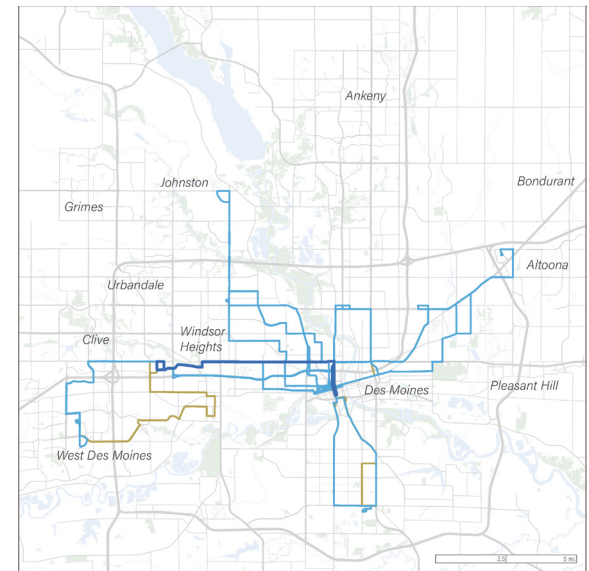 Ankeny
Johnston
Bondurant
Grimes
Altoona
Urbandale
Windsor
Heights
Clive
Des Moines
Pleasant Hill
West Des Moines
2.5
5 mi.